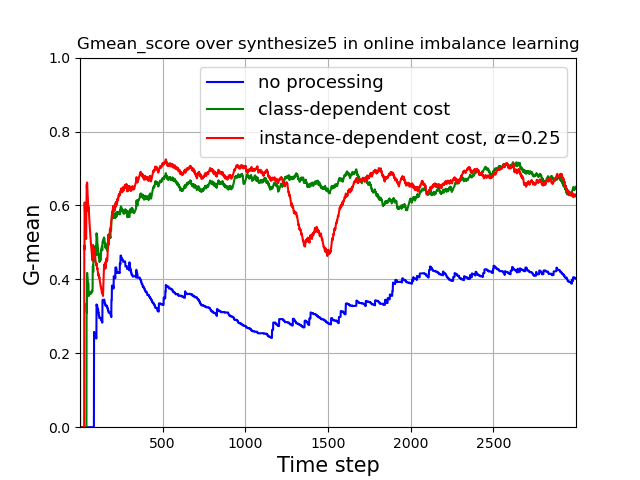 Gmean_score over synthesize5 in online imbalance learning
no processing
class-dependent cost
instance-dependent cost, α=0.25
1.0
0.8
0.6
0.4
0.2
0.0
G-mean
500 1000 1500 2000 2500
Time step